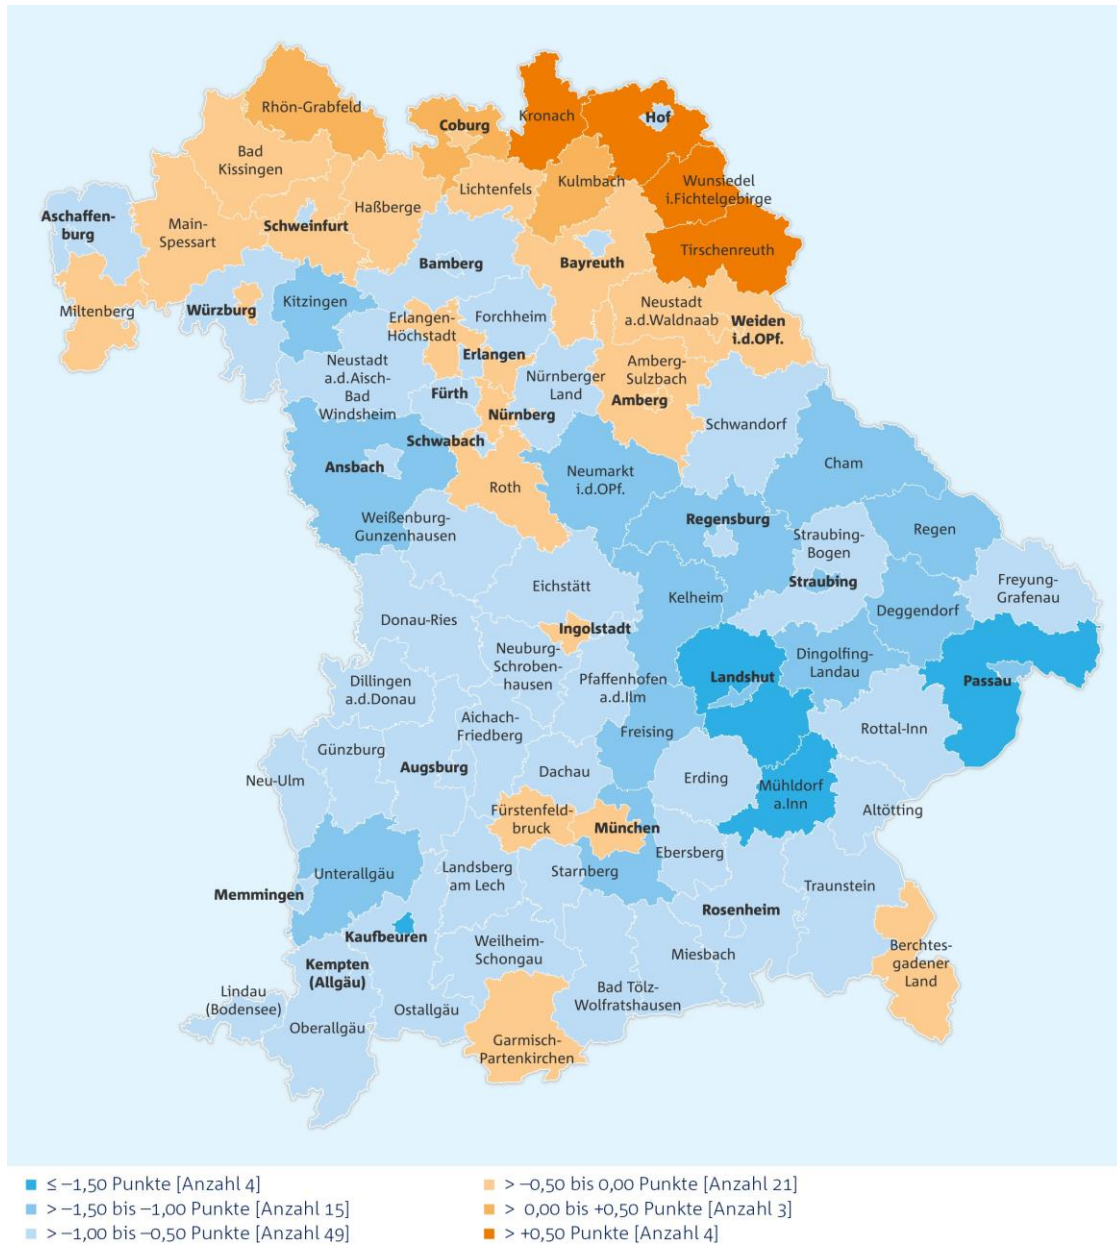 Rhön-Grabfeld
Coburg
Kronach
Hof
Bad
Kissingen
Lichtenfels
Kulmbach
Wunsiedel
i.Fichtelgebirge
Aschaffen-
burg
Main-
Spessart
Schweinfurt
Haßberge
Bamberg
Bayreuth
Tirschenreuth
Miltenberg
Würzburg
Kitzingen
Erlangen-
Höchstadt
Forchheim
Neustadt
a.d.Waldnaab
Weiden
i.d.OPf.
Neustadt
a.d.Aisch-
Bad
Windsheim
Erlangen
Fürth
Nürnberger
Land
Nürnberg
Amberg-
Sulzbach
Amberg
Schwandorf
Schwabach
Ansbach
Roth
Neumarkt
i.d.OPf.
Cham
Weißenburg-
Gunzenhausen
Regensburg
Straubing-
Bogen
Regen
Straubing
Freyung-
Grafenau
Eichstätt
Kelheim
Deggendorf
Donau-Ries
Ingolstadt
Neuburg-
Schroben-
hausen
Pfaffenhofen
a.d.Ilm
Landshut
Dingolfing-
Landau
Passau
Dillingen
a.d.Donau
Aichach-
Friedberg
Freising
Rottal-Inn
Günzburg
Neu-Ulm
Augsburg
Dachau
Erding
Mühldorf
a.Inn
Altötting
Fürstenfeld-
bruck
München
Ebersberg
Unterallgäu
Landsberg
am Lech
Starnberg
Traunstein
Memmingen
Rosenheim
Kaufbeuren
Weilheim-
Schongau
Miesbach
Berchtes-
gadener
Land
Kempten
(Allgäu)
Lindau
(Bodensee)
Oberallgäu
Ostallgäu
Bad Tölz-
Wolfratshausen
Garmisch-
Partenkirchen
≤ –1,50 Punkte [Anzahl 4]
> –1,50 bis –1,00 Punkte [Anzahl 15]
> –1,00 bis –0,50 Punkte [Anzahl 49]
> –0,50 bis 0,00 Punkte [Anzahl 21]
> 0,00 bis +0,50 Punkte [Anzahl 3]
> +0,50 Punkte [Anzahl 4]